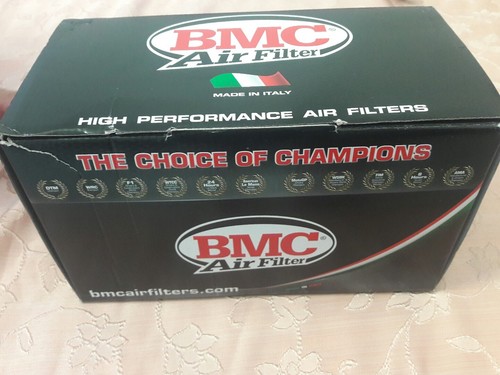 BMC
Air Filter
MADE IN ITALY
HIGH PERFORMANCE AIR FILTERS
THE CHOICE OF CHAMPIONS
BMC
Air Filter
bmcairfilters.com